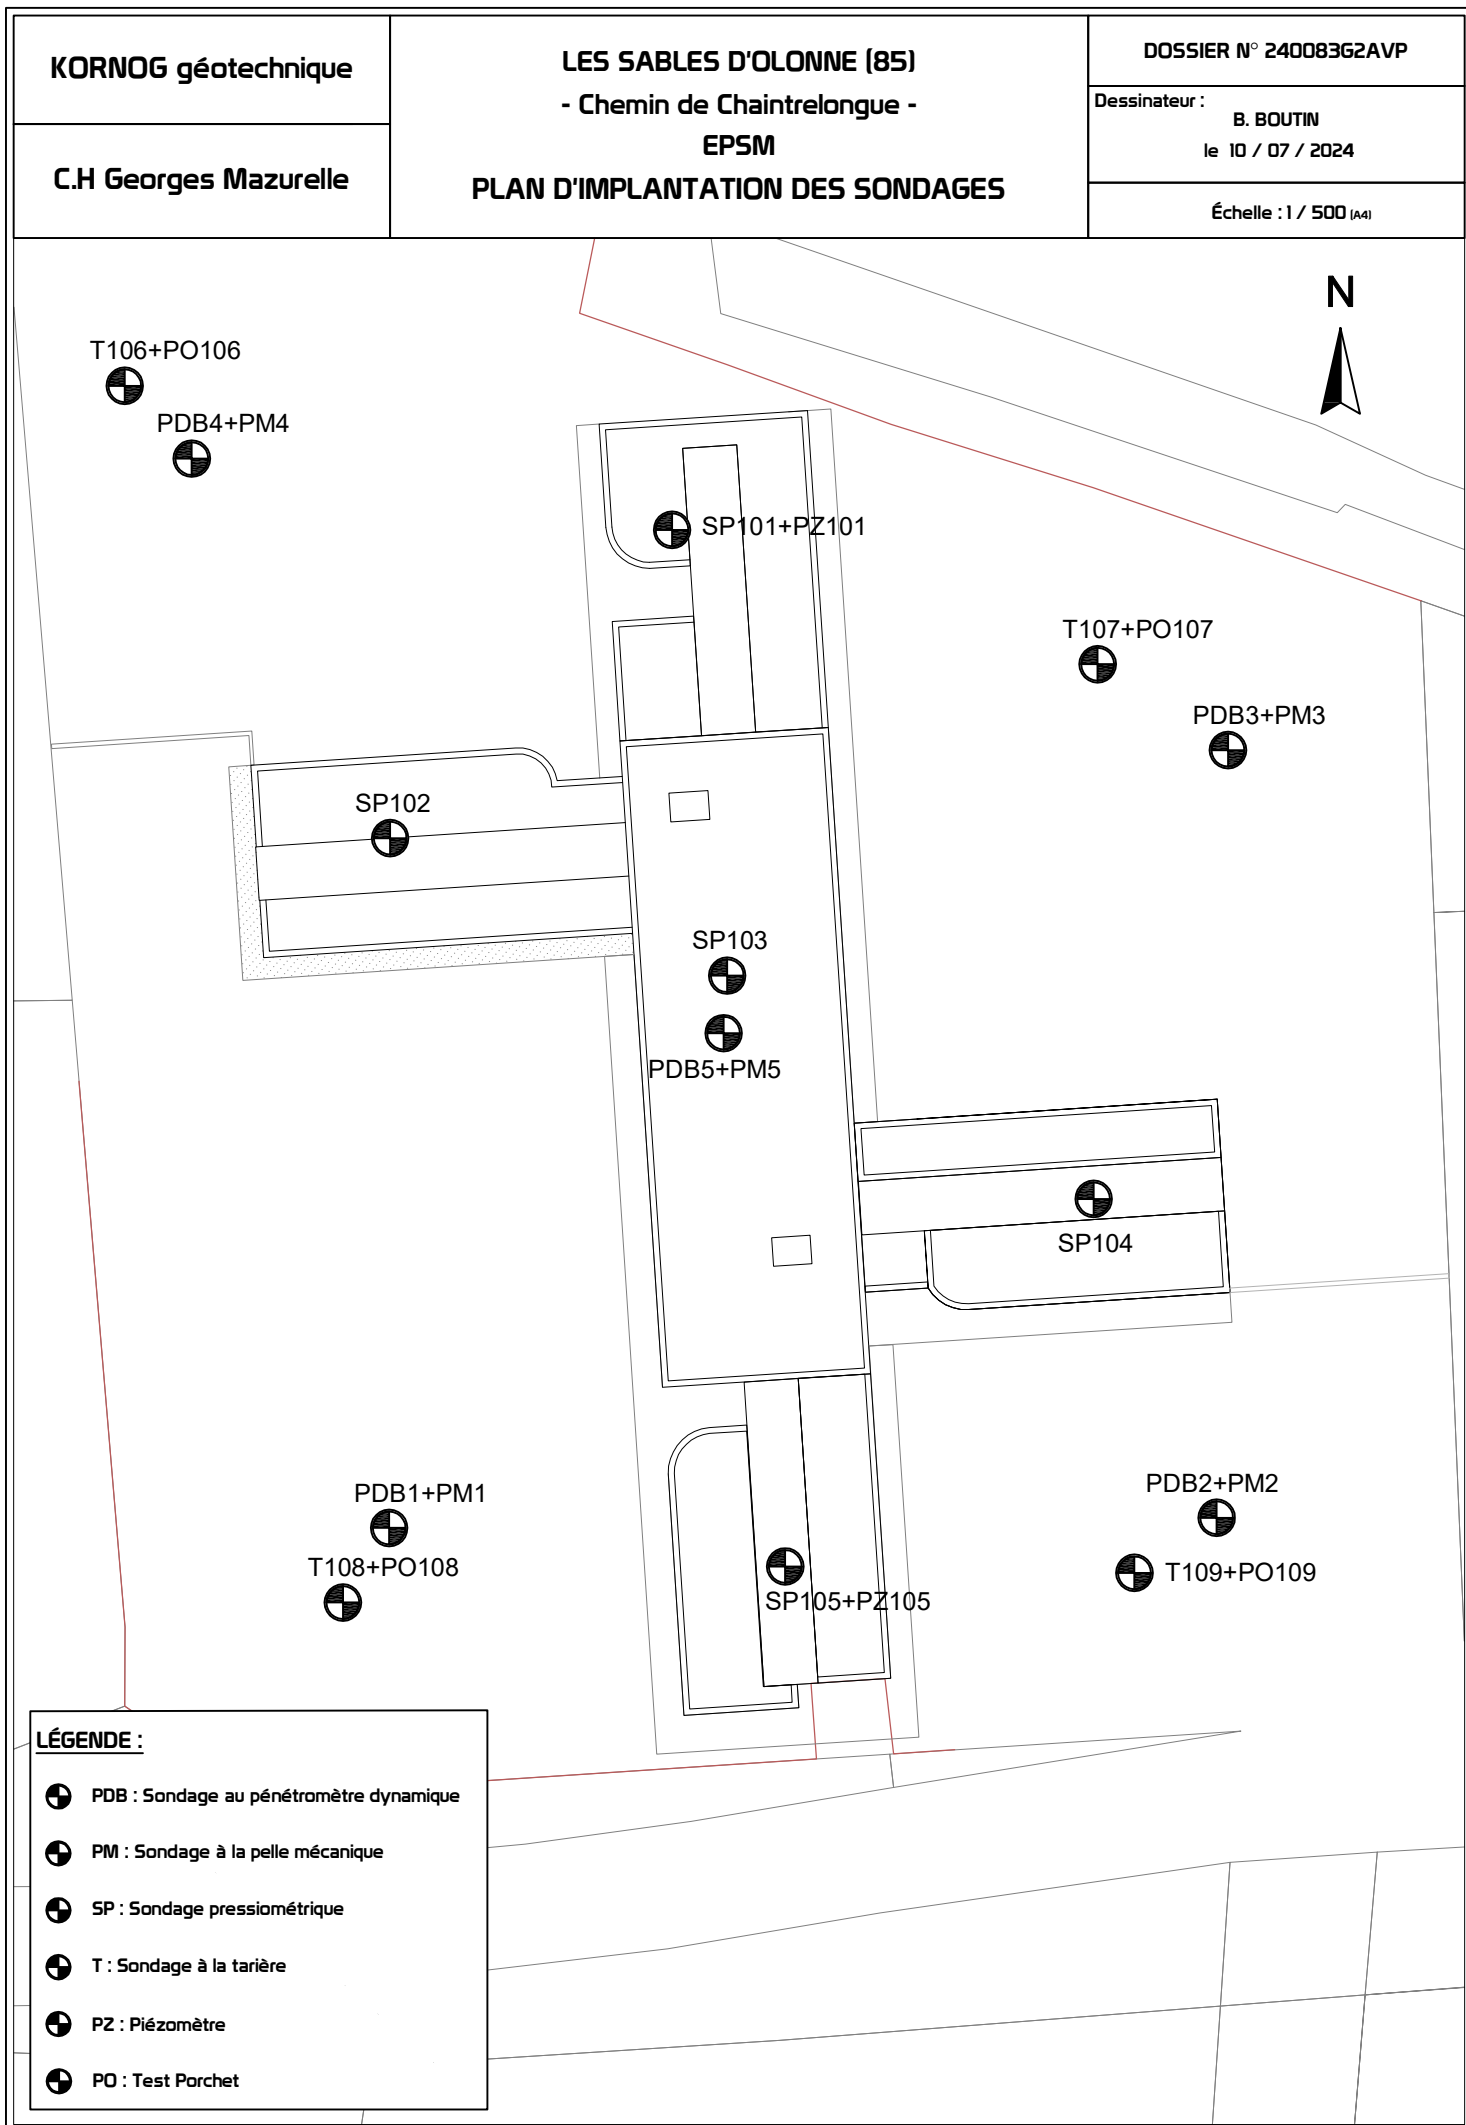 KORNOG géotechnique
C.H Georges Mazurelle
LES SABLES D'OLONNE (85)
- Chemin de Chaintrelongue -
EPSM
PLAN D'IMPLANTATION DES SONDAGES
DOSSIER N° 240083G2AVP
Dessinateur :
B. BOUTIN
le 10 / 07 / 2024
Échelle : 1 / 500 (A4)
N
T106+PO106
PDB4+PM4
SP101+PZ101
T107+PO107
PDB3+PM3
SP102
SP103
PDB5+PM5
SP104
PDB1+PM1
T108+PO108
PDB2+PM2
T109+PO109
SP105+PZ105
LÉGENDE :
PDB : Sondage au pénétromètre dynamique
PM : Sondage à la pelle mécanique
SP : Sondage pressiométrique
T : Sondage à la tarière
PZ : Piézomètre
PO : Test Porchet